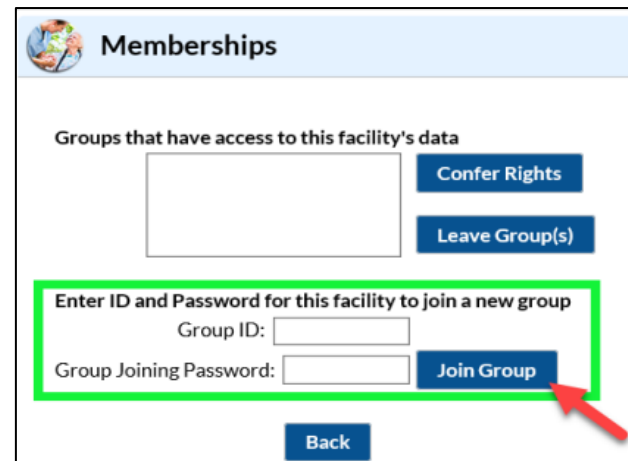 Memberships
Groups that have access to this facility's data
Confer Rights
Leave Group(s)
Enter ID and Password for this facility to join a new group
Group ID:
Group Joining Password:
Join Group
Back